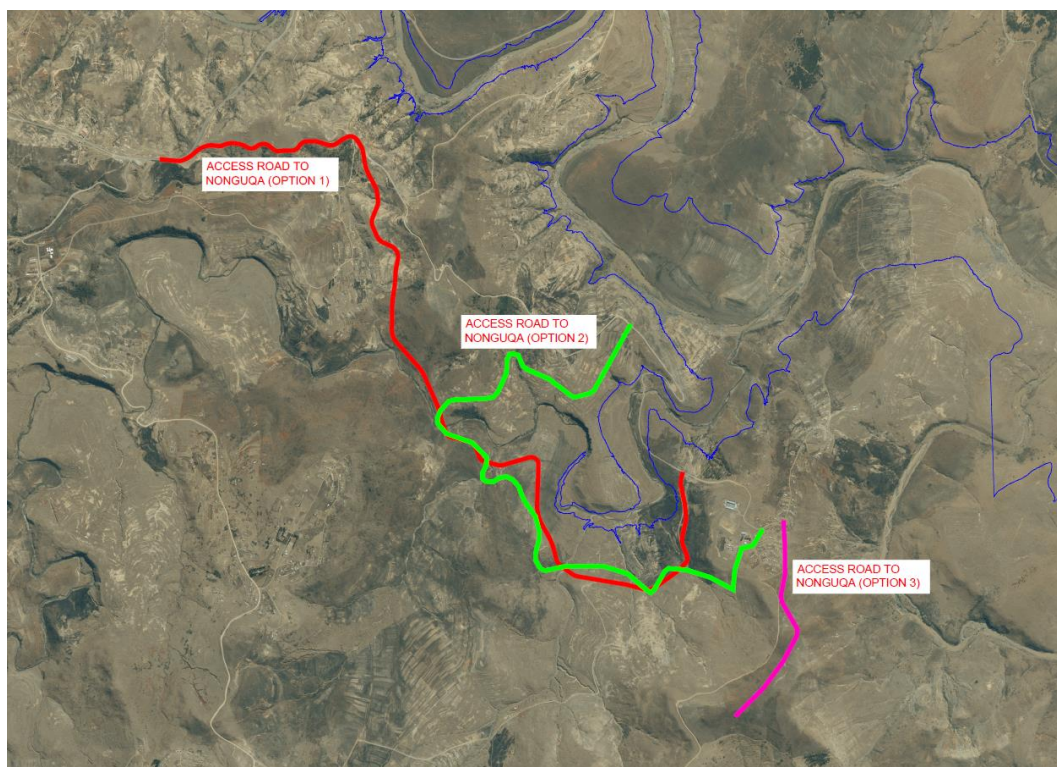 ACCESS ROAD TO
NONGUQA (OPTION 1)
ACCESS ROAD TO
NONGUQA (OPTION 2)
ACCESS ROAD TO
NONGUQA (OPTION 3)